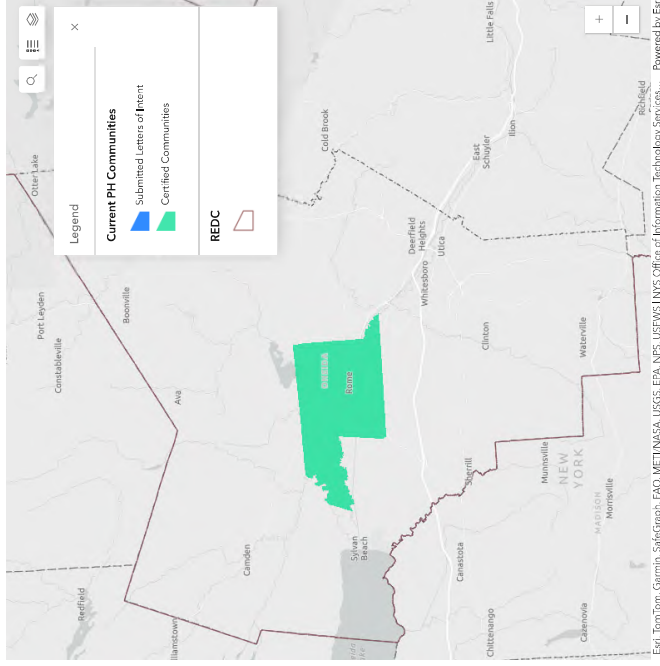 Legend
×
Current PH Communities
Submitted Letters of Intent
Certified Communities
REDC
+
−
Otter Lake
Port Leyden
Constableville
Boonville
Ava
Cold Brook
Little Falls
Ilion
East
Schuyler
Richfield
Deerfield
Heights
Utica
Whitesboro
ONEIDA
Rome
Clinton
Waterville
Redfield
lliamstown
Camden
Sylvan
Beach
Sherrill
Canastota
Chittenango
Munnsville
NEW
YORK
MADISON
Morrisville
Cazenovia
Esri, TomTom, Garmin, SafeGraph, FAO, METI/NASA, USGS, EPA, NPS, USFWS | NYS Office of Information Technology Services... Powered by Esri